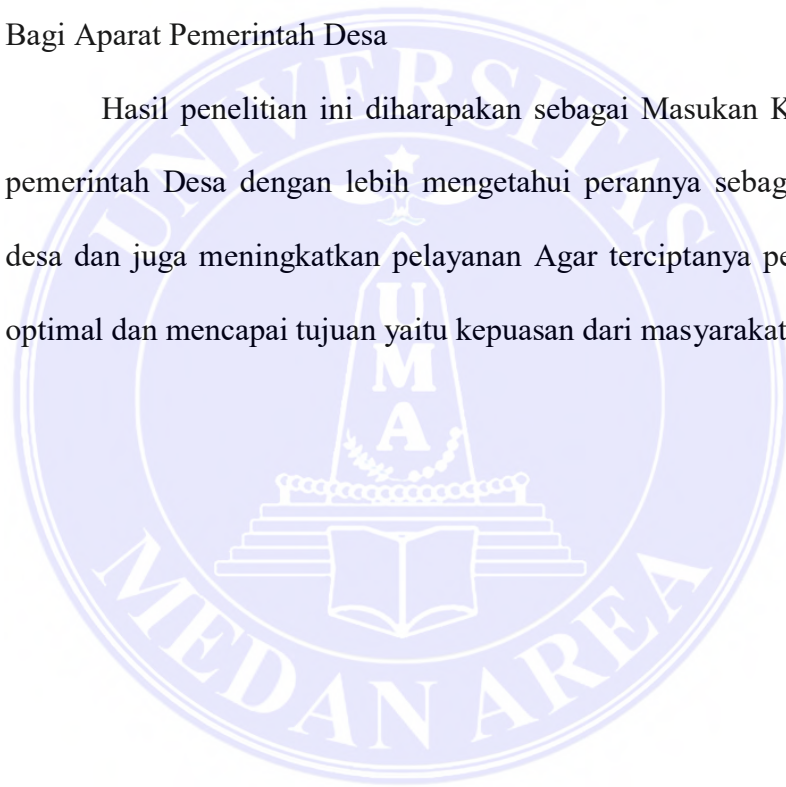 Bagi Aparat Pemerintah Desa
Hasil penelitian ini diharapakan sebagai Masukan
pemerintah Desa dengan lebih mengetahui perannya
desa dan juga meningkatkan pelayanan Agar terciptanya
optimal dan mencapai tujuan yaitu kepuasan dari masyarakat
UNIVERSITAS
UMA
MEDAN AREA